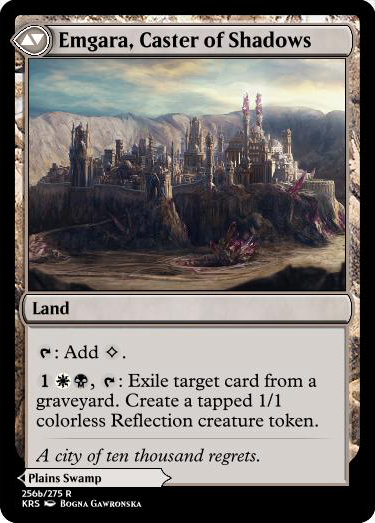 Emgara, Caster of Shadows
Land
: Add .
1, : Exile target card from a
graveyard. Create a tapped 1/1
colorless Reflection creature token.
A city of ten thousand regrets.
Plains Swamp
256b/275 R
KRS Bogna Gawronska